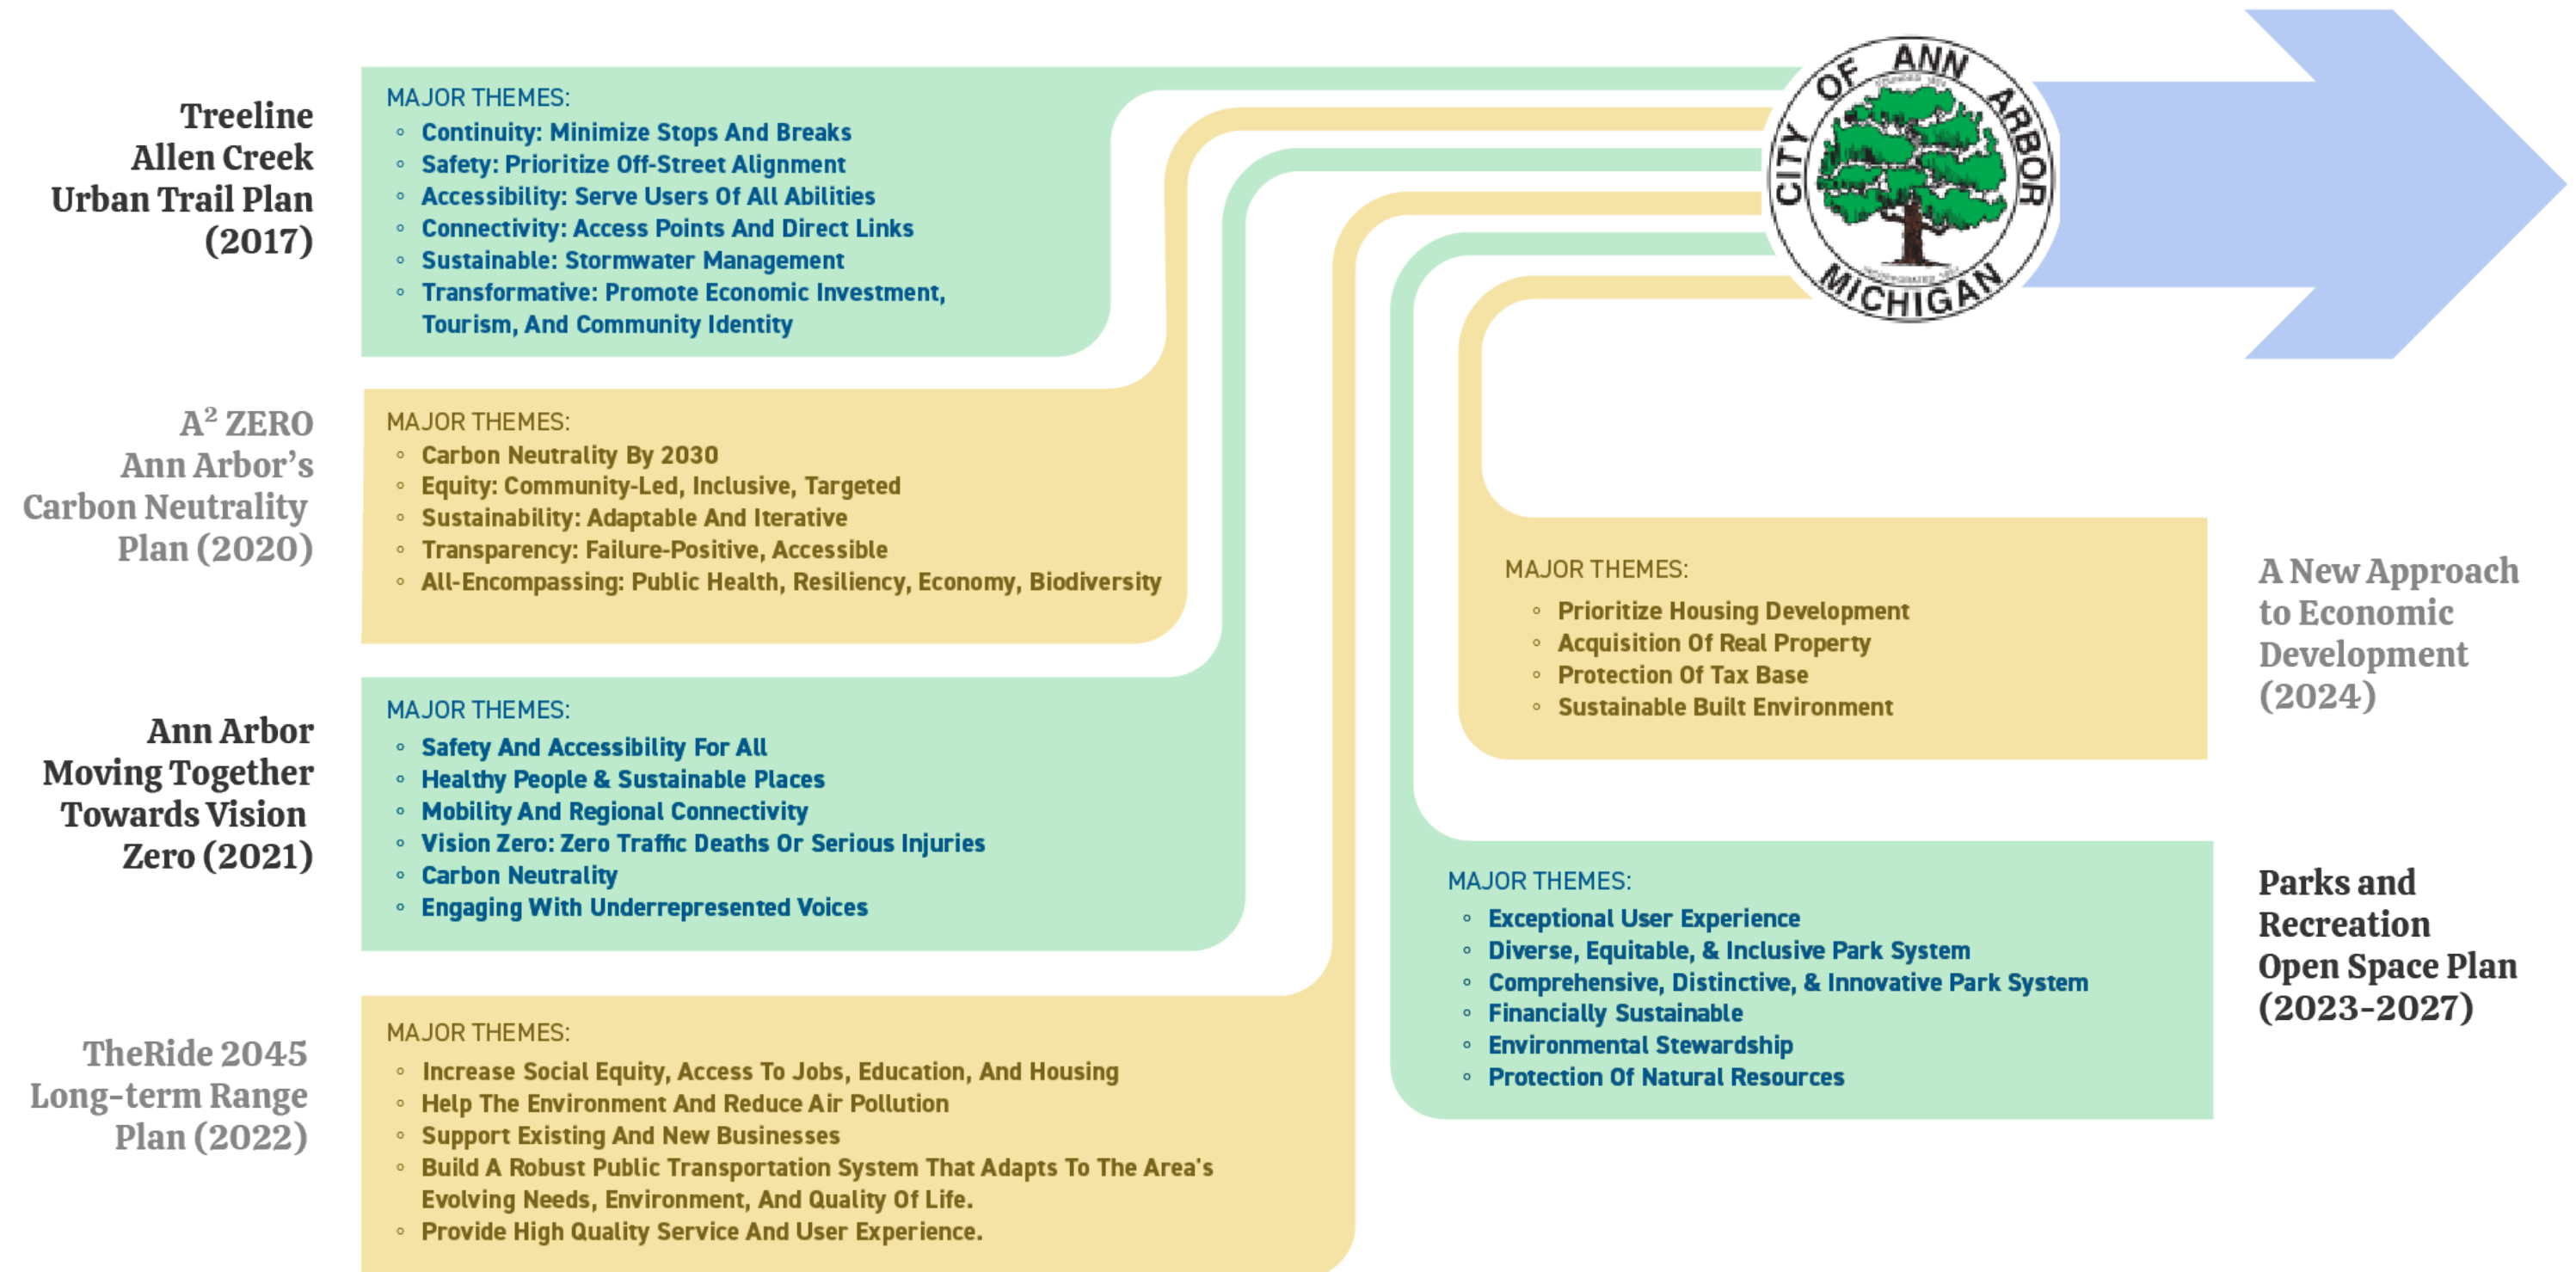 Treeline
Allen Creek
Urban Trail Plan
(2017)
MAJOR THEMES:
◦ Continuity: Minimize Stops And Breaks
◦ Safety: Prioritize Off-Street Alignment
◦ Accessibility: Serve Users Of All Abilities
◦ Connectivity: Access Points And Direct Links
◦ Sustainable: Stormwater Management
◦ Transformative: Promote Economic Investment,
Tourism, And Community Identity
A² ZERO
Ann Arbor's
Carbon Neutrality
Plan (2020)
MAJOR THEMES:
◦ Carbon Neutrality By 2030
◦ Equity: Community-Led, Inclusive, Targeted
◦ Sustainability: Adaptable And Iterative
◦ Transparency: Failure-Positive, Accessible
◦ All-Encompassing: Public Health, Resiliency, Economy, Biodiversity
Ann Arbor
Moving Together
Towards Vision
Zero (2021)
MAJOR THEMES:
◦ Safety And Accessibility For All
◦ Healthy People & Sustainable Places
◦ Mobility And Regional Connectivity
◦ Vision Zero: Zero Traffic Deaths Or Serious Injuries
◦ Carbon Neutrality
◦ Engaging With Underrepresented Voices
TheRide 2045
Long-term Range
Plan (2022)
MAJOR THEMES:
◦ Increase Social Equity, Access To Jobs, Education, And Housing
◦ Help The Environment And Reduce Air Pollution
◦ Support Existing And New Businesses
◦ Build A Robust Public Transportation System That Adapts To The Area's
Evolving Needs, Environment, And Quality Of Life.
◦ Provide High Quality Service And User Experience.
CITY OF ANN ARBOR
MICHIGAN
MAJOR THEMES:
◦ Prioritize Housing Development
◦ Acquisition Of Real Property
◦ Protection Of Tax Base
◦ Sustainable Built Environment
A New Approach
to Economic
Development
(2024)
MAJOR THEMES:
◦ Exceptional User Experience
◦ Diverse, Equitable, & Inclusive Park System
◦ Comprehensive, Distinctive, & Innovative Park System
◦ Financially Sustainable
◦ Environmental Stewardship
◦ Protection Of Natural Resources
Parks and
Recreation
Open Space Plan
(2023-2027)